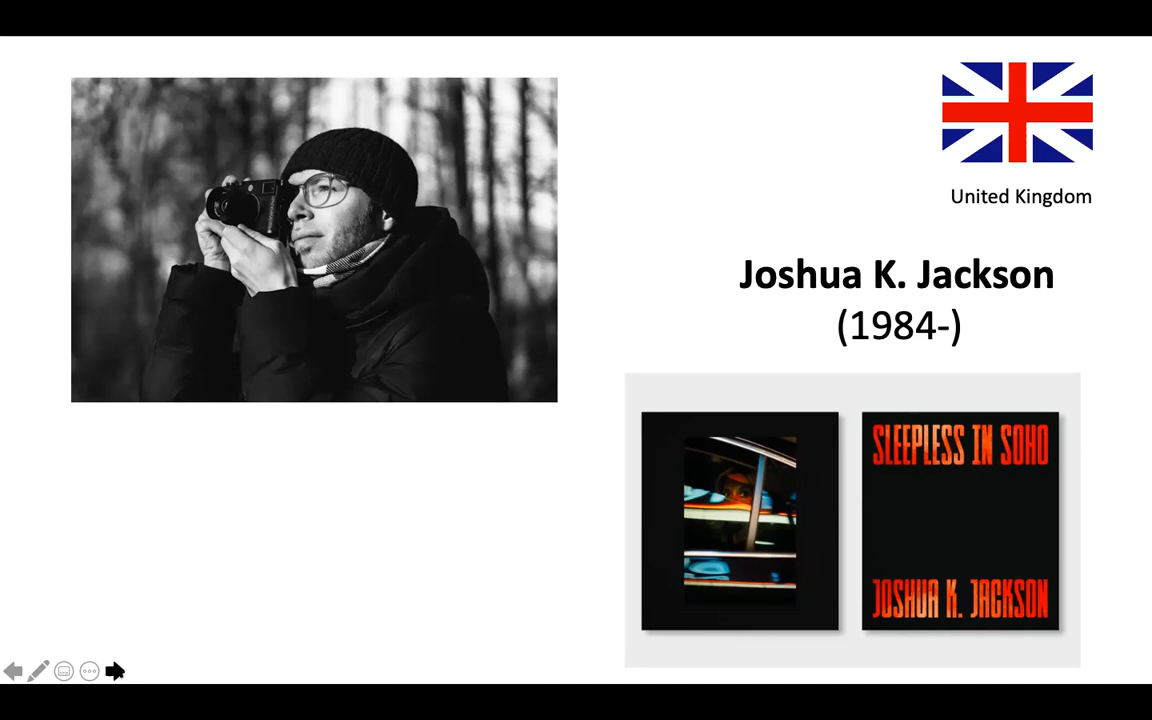 United Kingdom
Joshua K. Jackson
(1984-)
SLEEPLESS IN SOHO
JOSHUA K. JACKSON